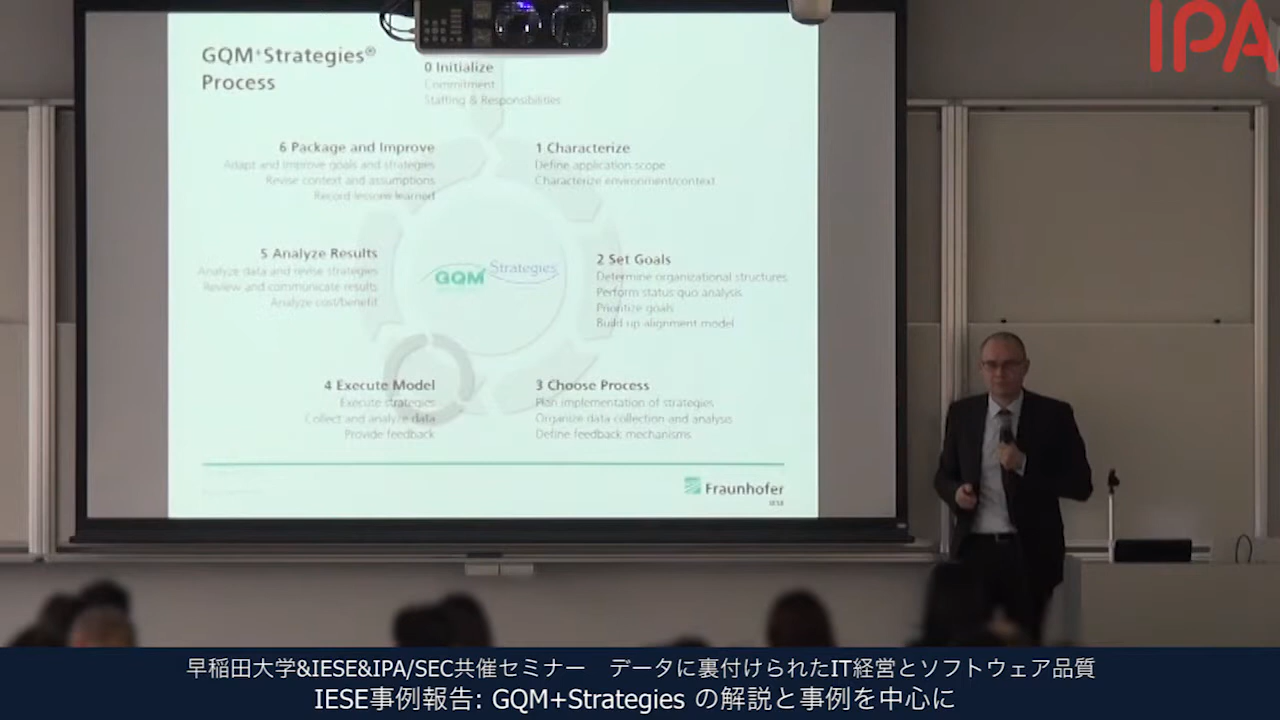 IPA
GQM+Strategies®
Process
0 Initialize
Commitment
Staffing & Responsibilities
6 Package and Improve
Adapt and improve goals and strategies
Revise context and assumptions
Record lessons learned
1 Characterize
Define application scope
Characterize environment/context
5 Analyze Results
Analyze data and revise strategies
Review and communicate results
Analyze cost/benefit
GQM Strategies
2 Set Goals
Determine organizational structures
Perform status quo analysis
Prioritize goals
Build up alignment model
4 Execute Model
Execute strategies
Collect and analyze data
Provide feedback
3 Choose Process
Plan implementation of strategies
Organize data collection and analysis
Define feedback mechanisms
Fraunhofer
IESE
早稲田大学&IESE&IPA/SEC共催セミナー　データに裏付けられたIT経営とソフトウェア品質
IESE事例報告: GQM+Strategies の解説と事例を中心に